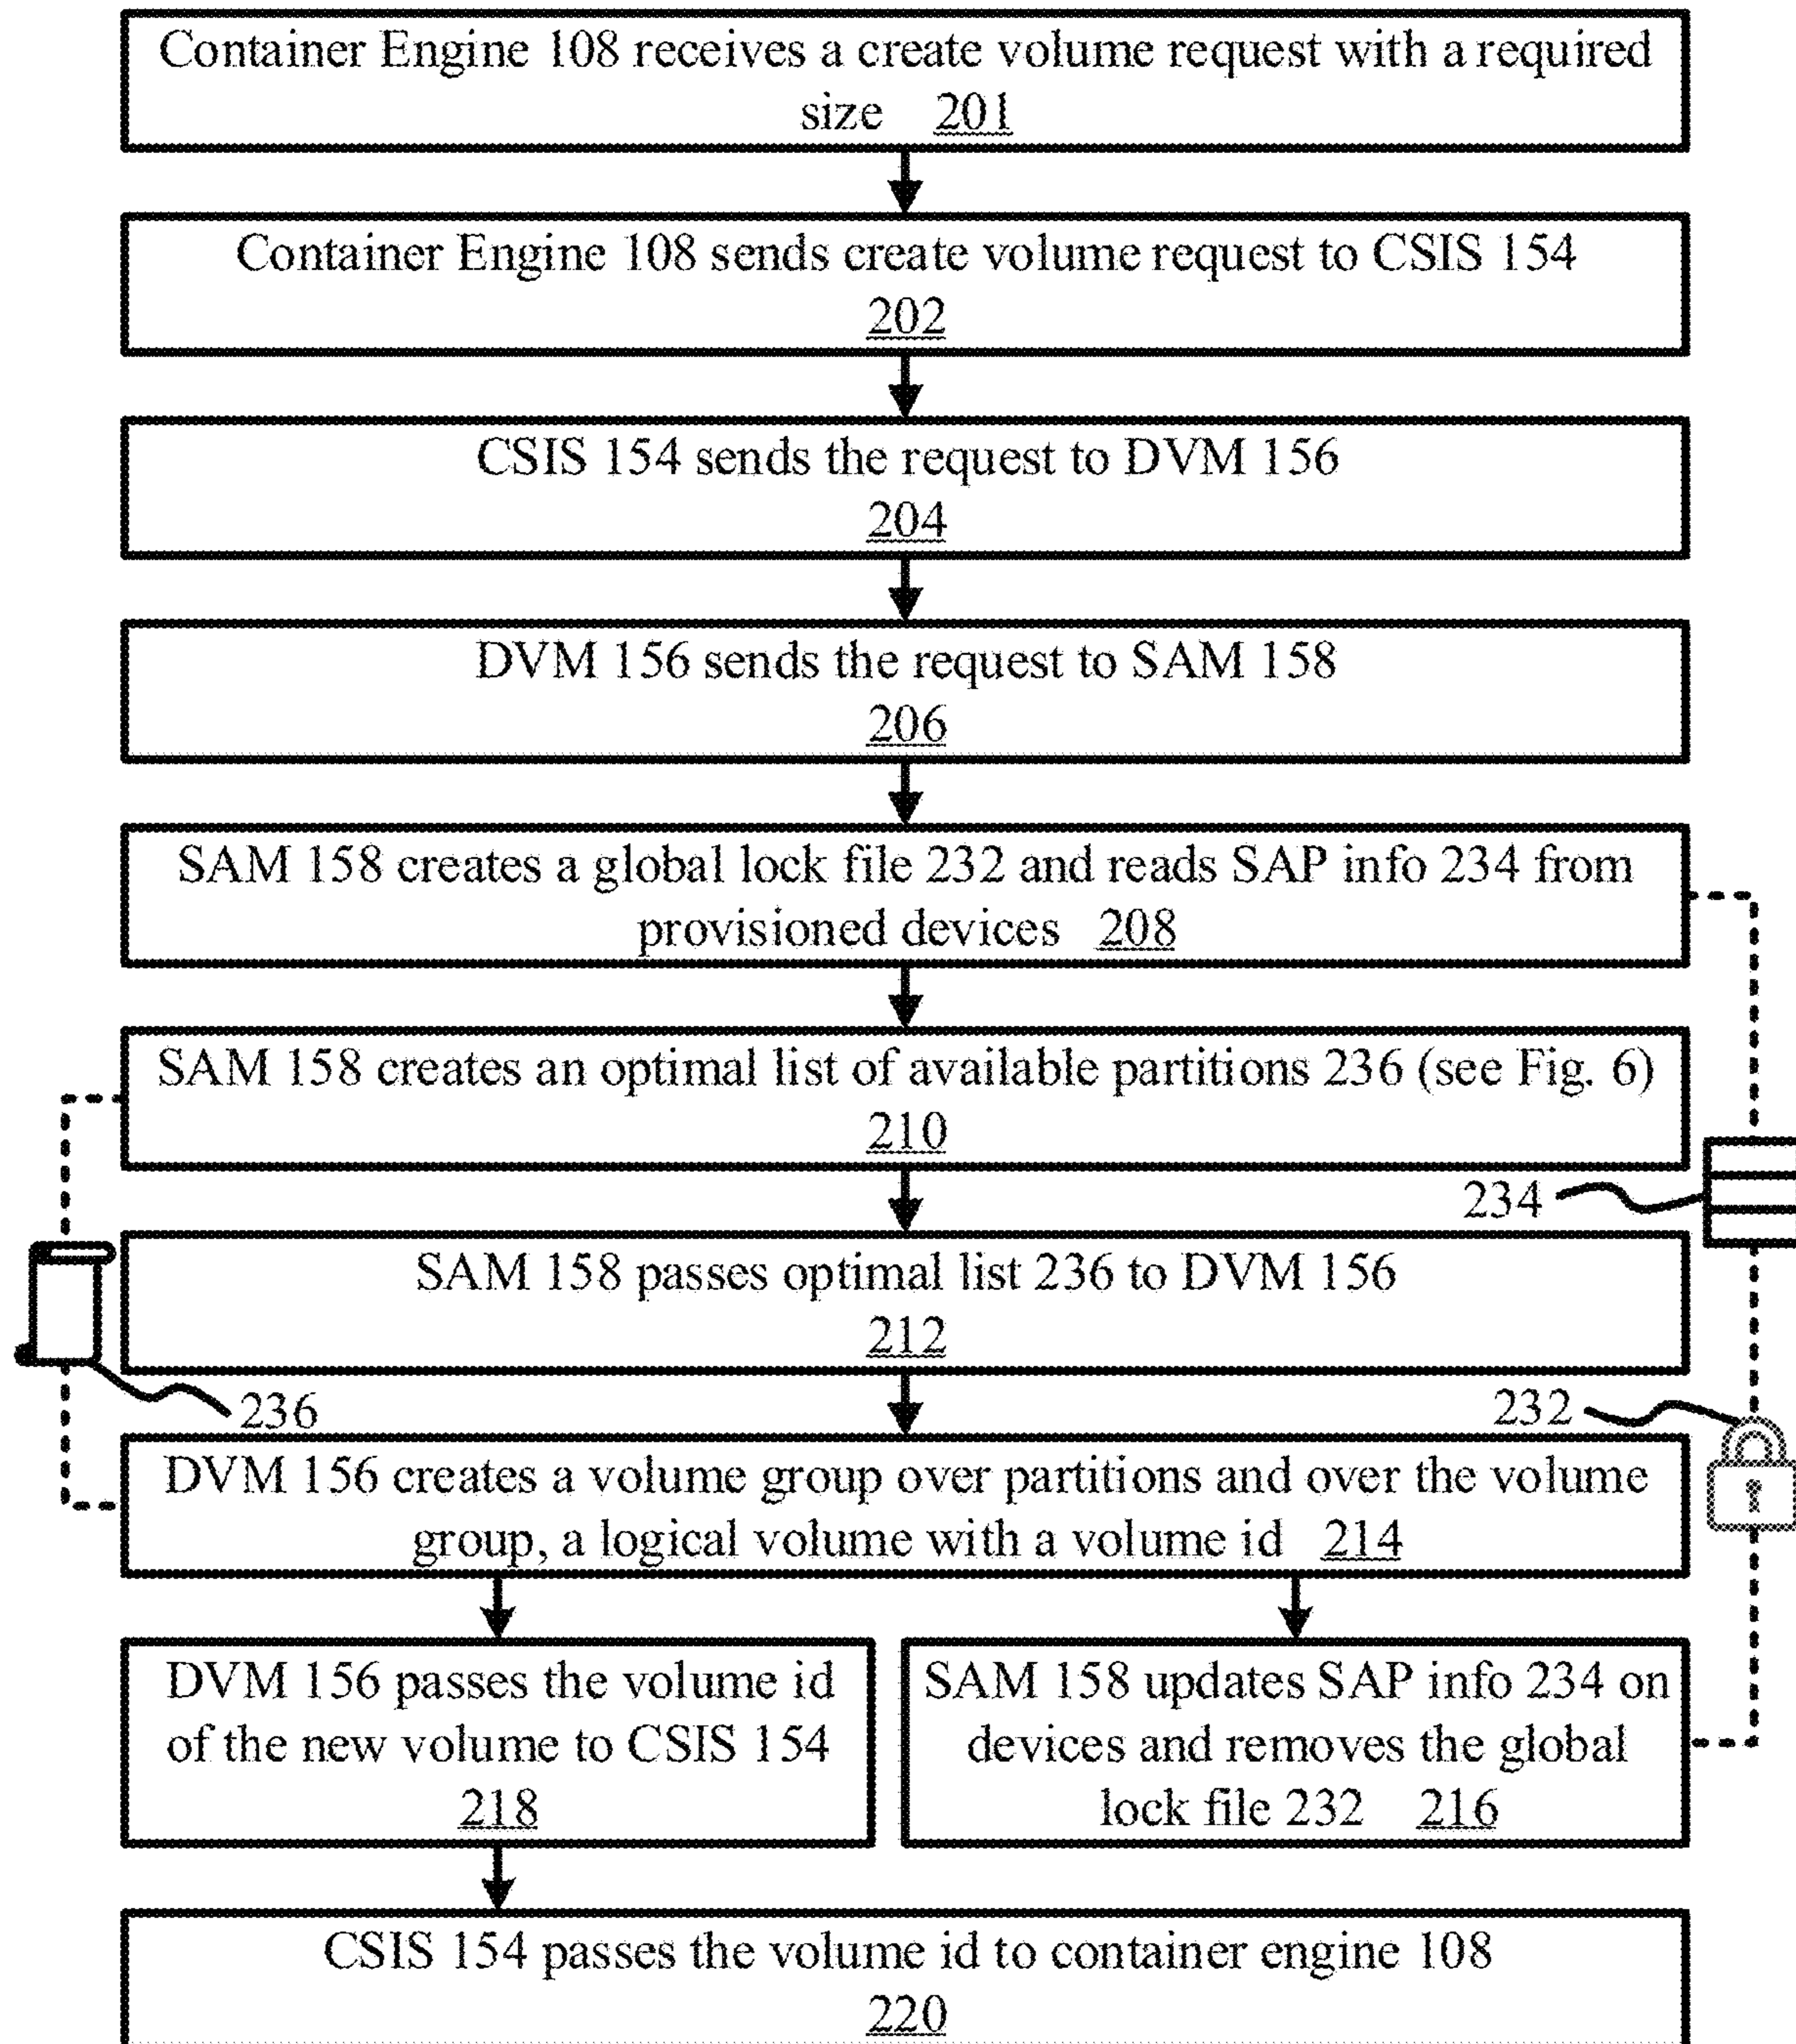 Container Engine 108 receives a create volume request with a required
size 201
Container Engine 108 sends create volume request to CSIS 154
202
CSIS 154 sends the request to DVM 156
204
DVM 156 sends the request to SAM 158
206
SAM 158 creates a global lock file 232 and reads SAP info 234 from
provisioned devices 208
SAM 158 creates an optimal list of available partitions 236 (see Fig. 6)
210
234
SAM 158 passes optimal list 236 to DVM 156
212
236
232
DVM 156 creates a volume group over partitions and over the volume
group, a logical volume with a volume id 214
DVM 156 passes the volume id
of the new volume to CSIS 154
218
SAM 158 updates SAP info 234 on
devices and removes the global
lock file 232 216
CSIS 154 passes the volume id to container engine 108
220